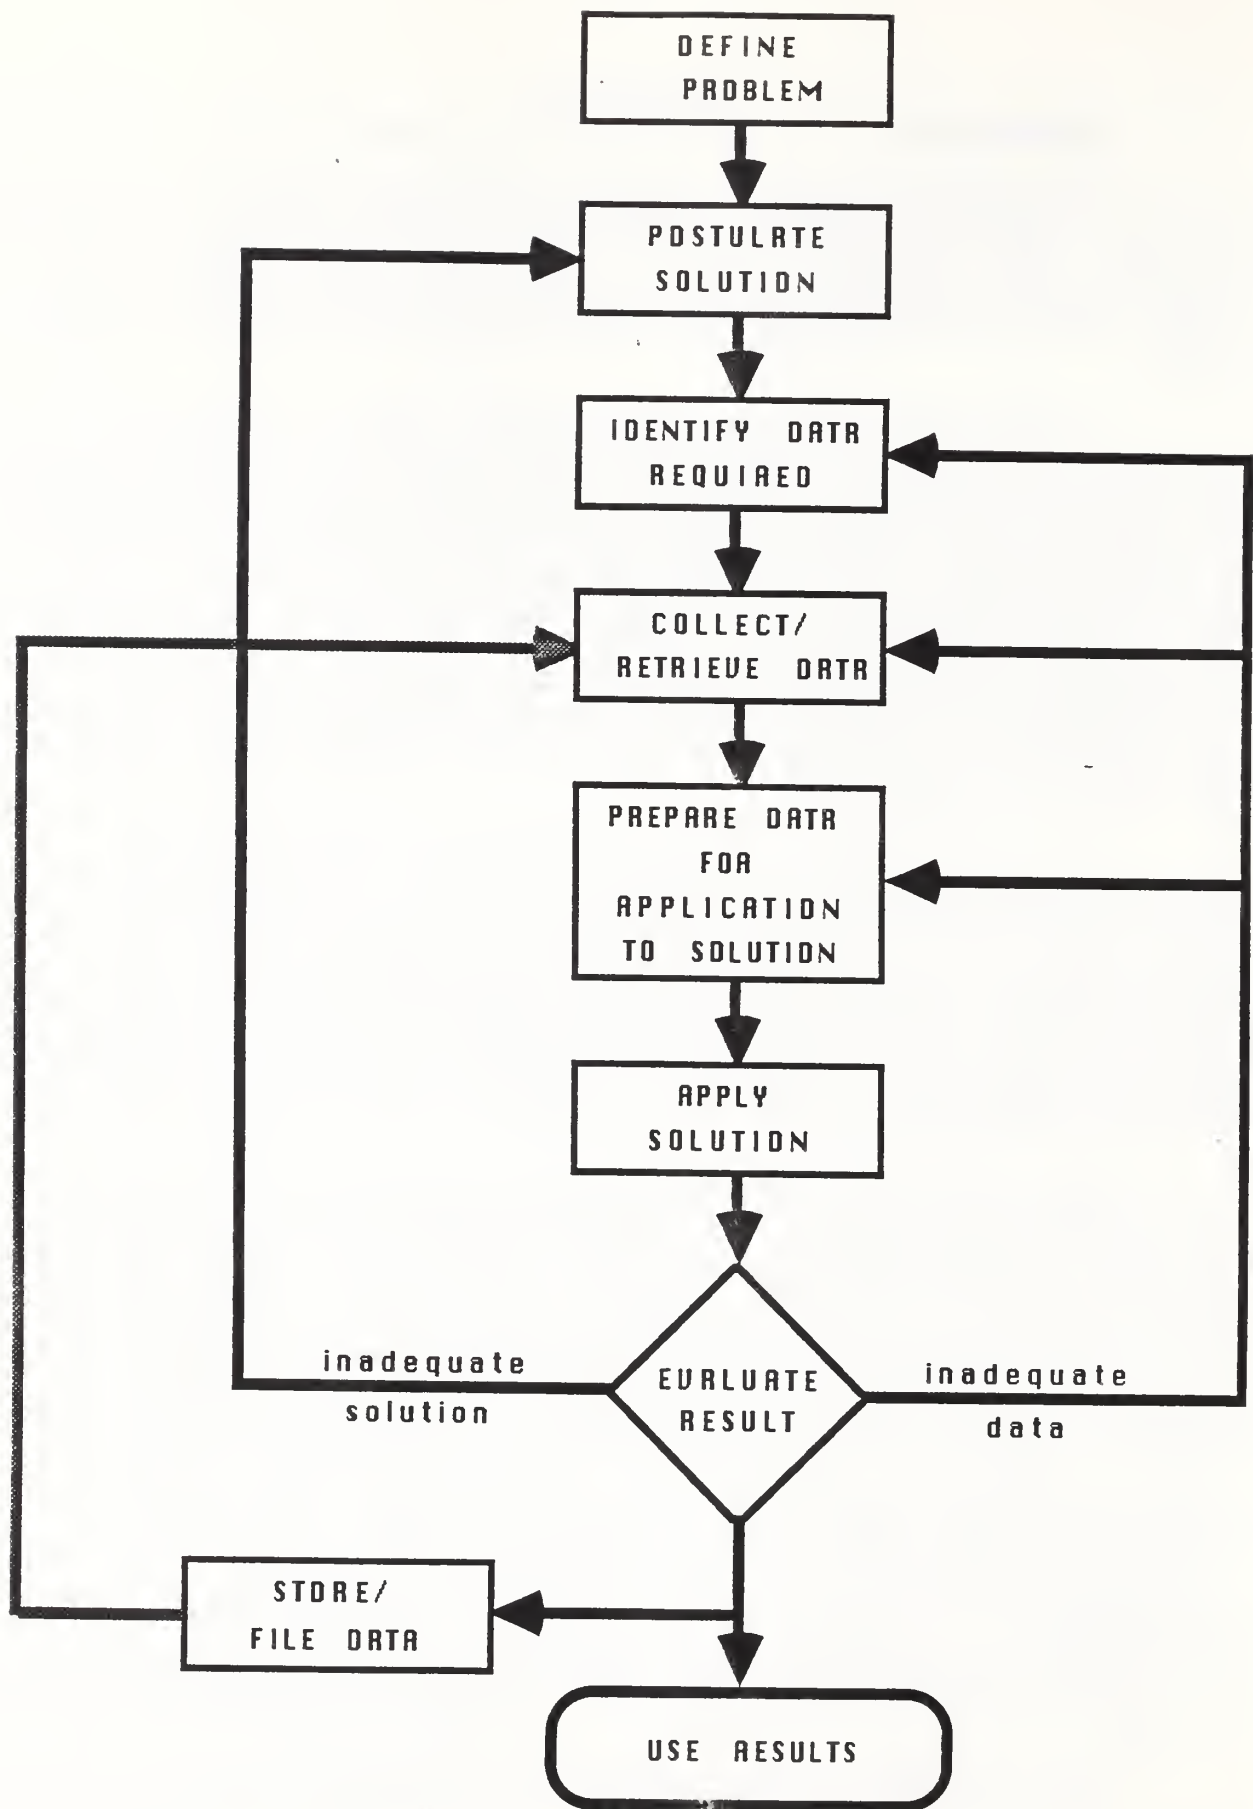 DEFINE
PROBLEM
POSTULATE
SOLUTION
IDENTIFY DATA
REQUIRED
COLLECT/
RETRIEVE DATA
PREPARE DATA
FOR
APPLICATION
TO SOLUTION
APPLY
SOLUTION
EVALUATE
RESULT
inadequate
solution
inadequate
data
STORE/
FILE DATA
USE RESULTS